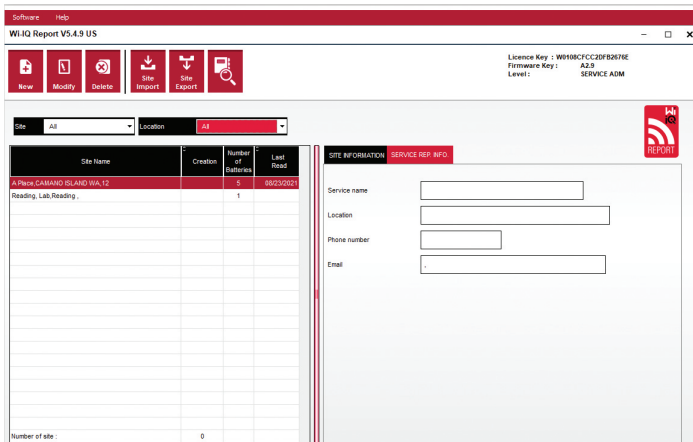 Software Help
Wi-IQ Report V5.4.9 US
New Modify Delete Site Import Site Export
Licence Key : W0108CFCC2DFB2676E
Firmware Key : A2.9
Level : SERVICE ADM
Site All Location All
Wi iQ REPORT
Site Name Creation Number of Batteries Last Read
A Place,CAMANO ISLAND WA,12 5 08/23/2021
Reading, Lab,Reading , 1
Number of site : 0
SITE INFORMATION SERVICE REP. INFO.
Service name
Location
Phone number
Email ,